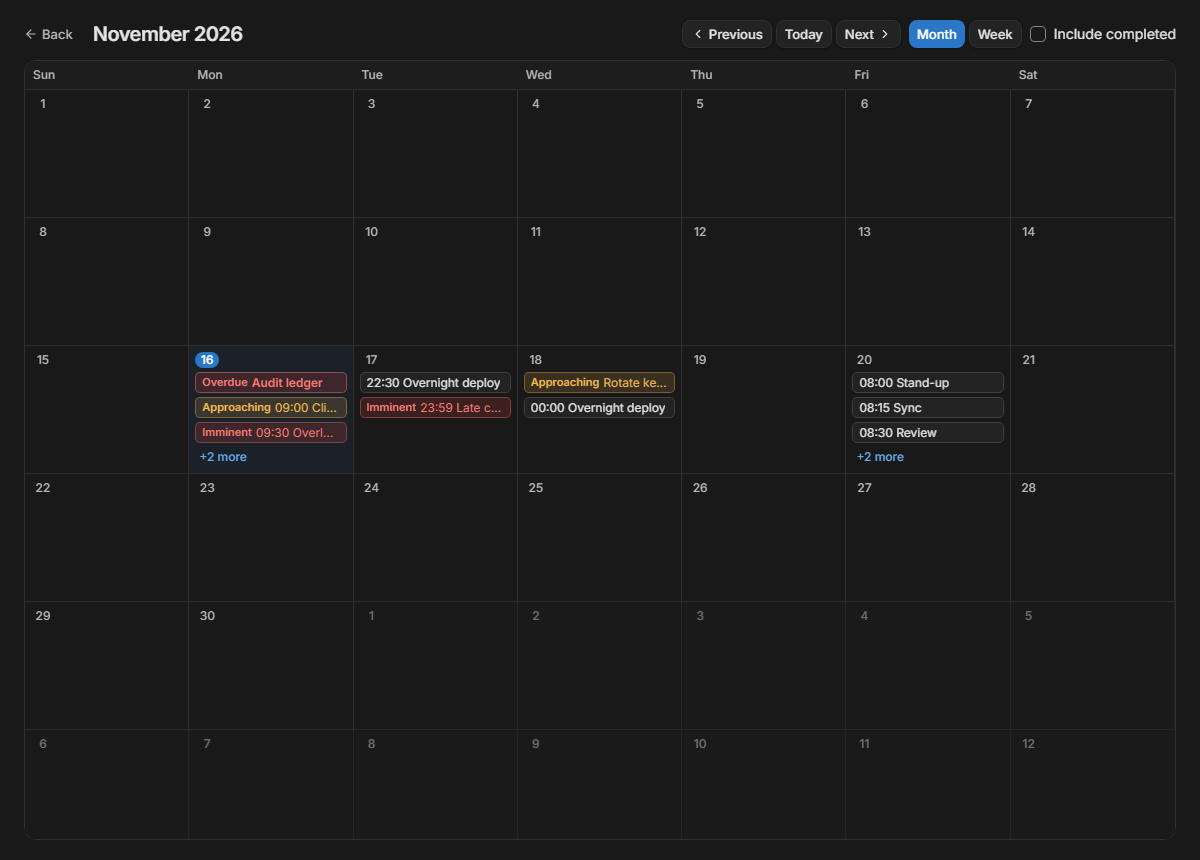 Back
November 2026
Previous
Today
Next
Month
Week
Include completed
Sun Mon Tue Wed Thu Fri Sat
1 2 3 4 5 6 7
8 9 10 11 12 13 14
15
16
Overdue Audit ledger
Approaching 09:00 Cli...
Imminent 09:30 Overl...
+2 more
17
22:30 Overnight deploy
Imminent 23:59 Late c...
18
Approaching Rotate ke...
00:00 Overnight deploy
19
20
08:00 Stand-up
08:15 Sync
08:30 Review
+2 more
21
22 23 24 25 26 27 28
29 30 1 2 3 4 5
6 7 8 9 10 11 12